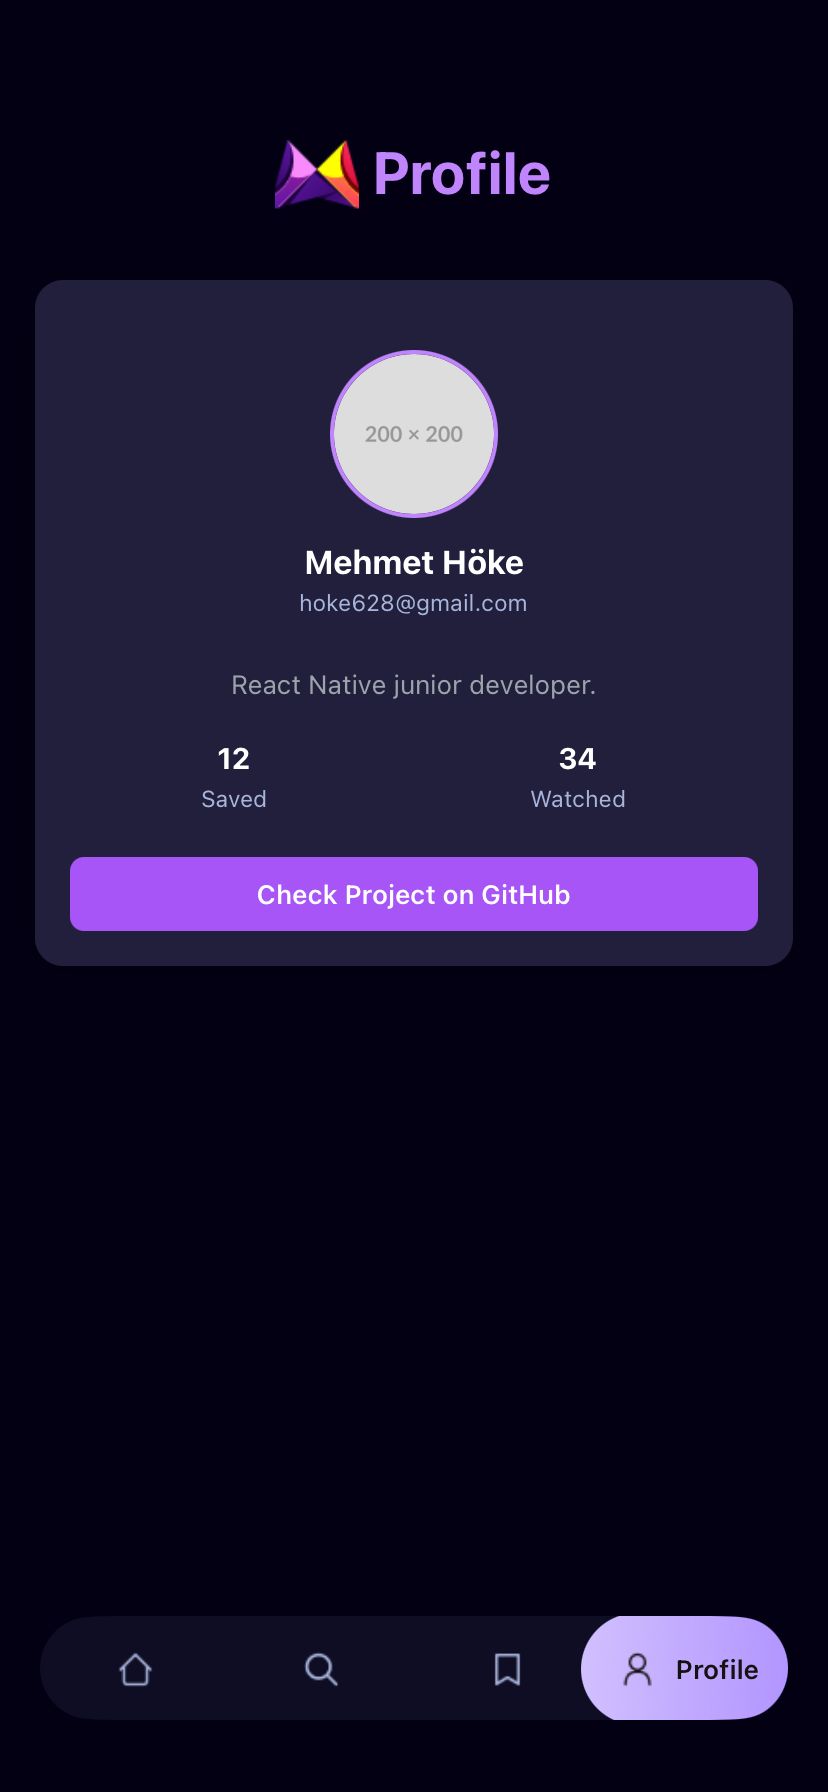 Profile
200 × 200
Mehmet Höke
hoke628@gmail.com
React Native junior developer.
12 34
Saved Watched
Check Project on GitHub
Profile